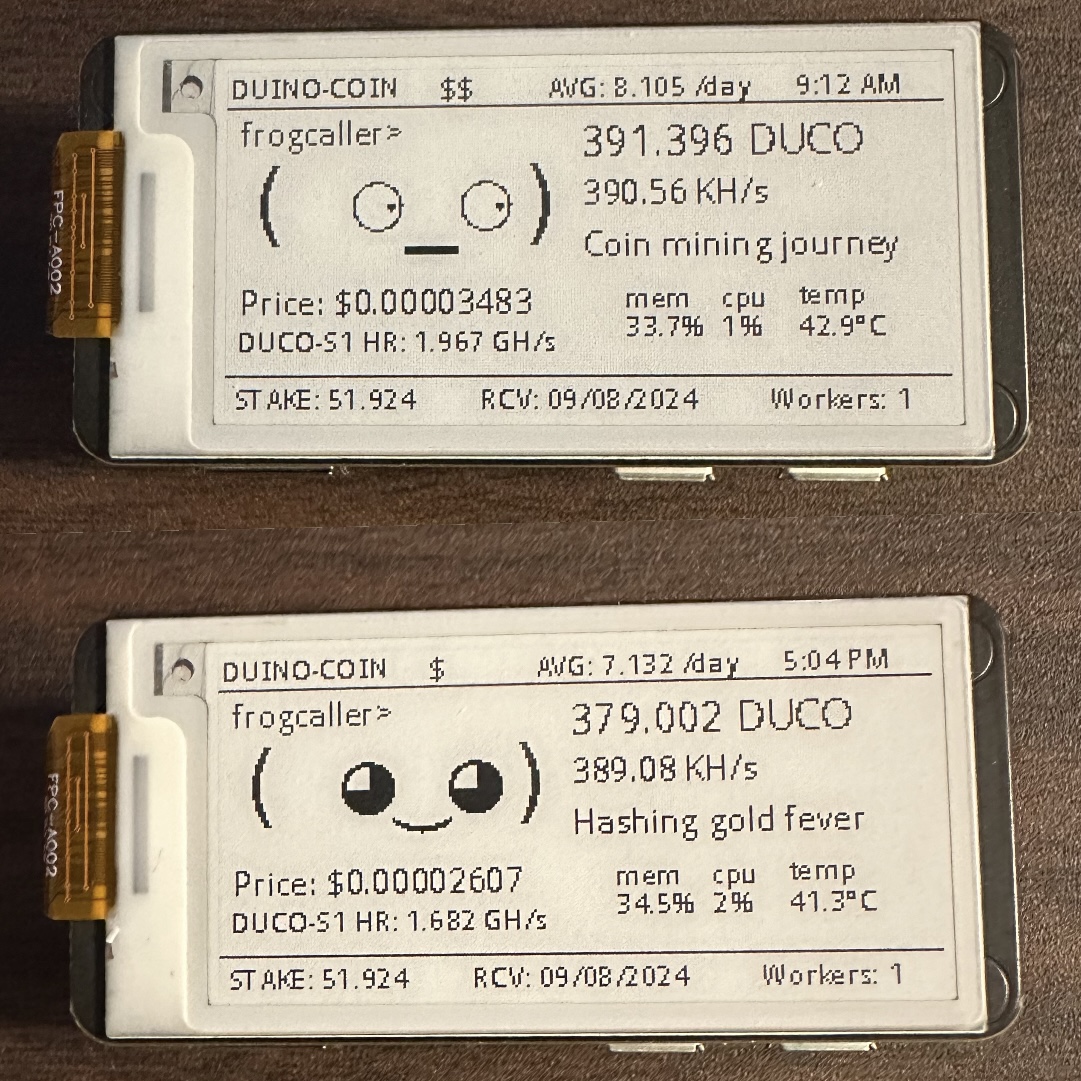 DUINO-COIN $$ AVG: 8.105 /day 9:12 AM
frogcaller>
391.396 DUCO
390.56 KH/s
Coin mining journey
Price: $0.00003483
DUCO-S1 HR: 1.967 GH/s
mem cpu temp
33.7% 1% 42.9°C
STAKE: 51.924 RCV: 09/08/2024 Workers: 1
FPC-A002
DUINO-COIN $ AVG: 7.132 /day 5:04 PM
frogcaller>
379.002 DUCO
389.08 KH/s
Hashing gold fever
Price: $0.00002607
DUCO-S1 HR: 1.682 GH/s
mem cpu temp
34.5% 2% 41.3°C
STAKE: 51.924 RCV: 09/08/2024 Workers: 1
FPC-A002